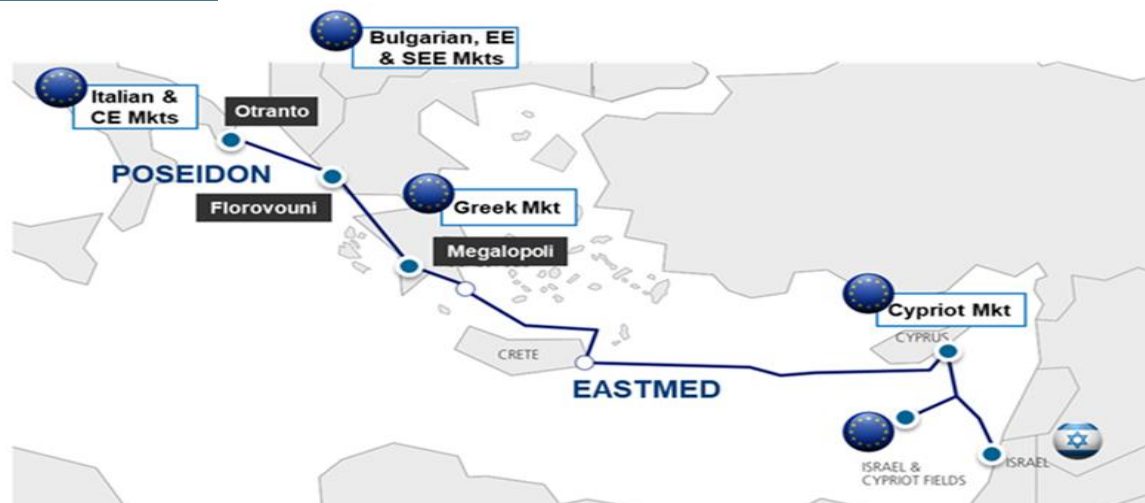 Bulgarian, EE
& SEE Mkts
Italian &
CE Mkts
Otranto
POSEIDON
Florovouni
Greek Mkt
Megalopoli
Cypriot Mkt
CYPRUS
CRETE
EASTMED
ISRAEL &
CYPRIOT FIELDS
ISRAEL